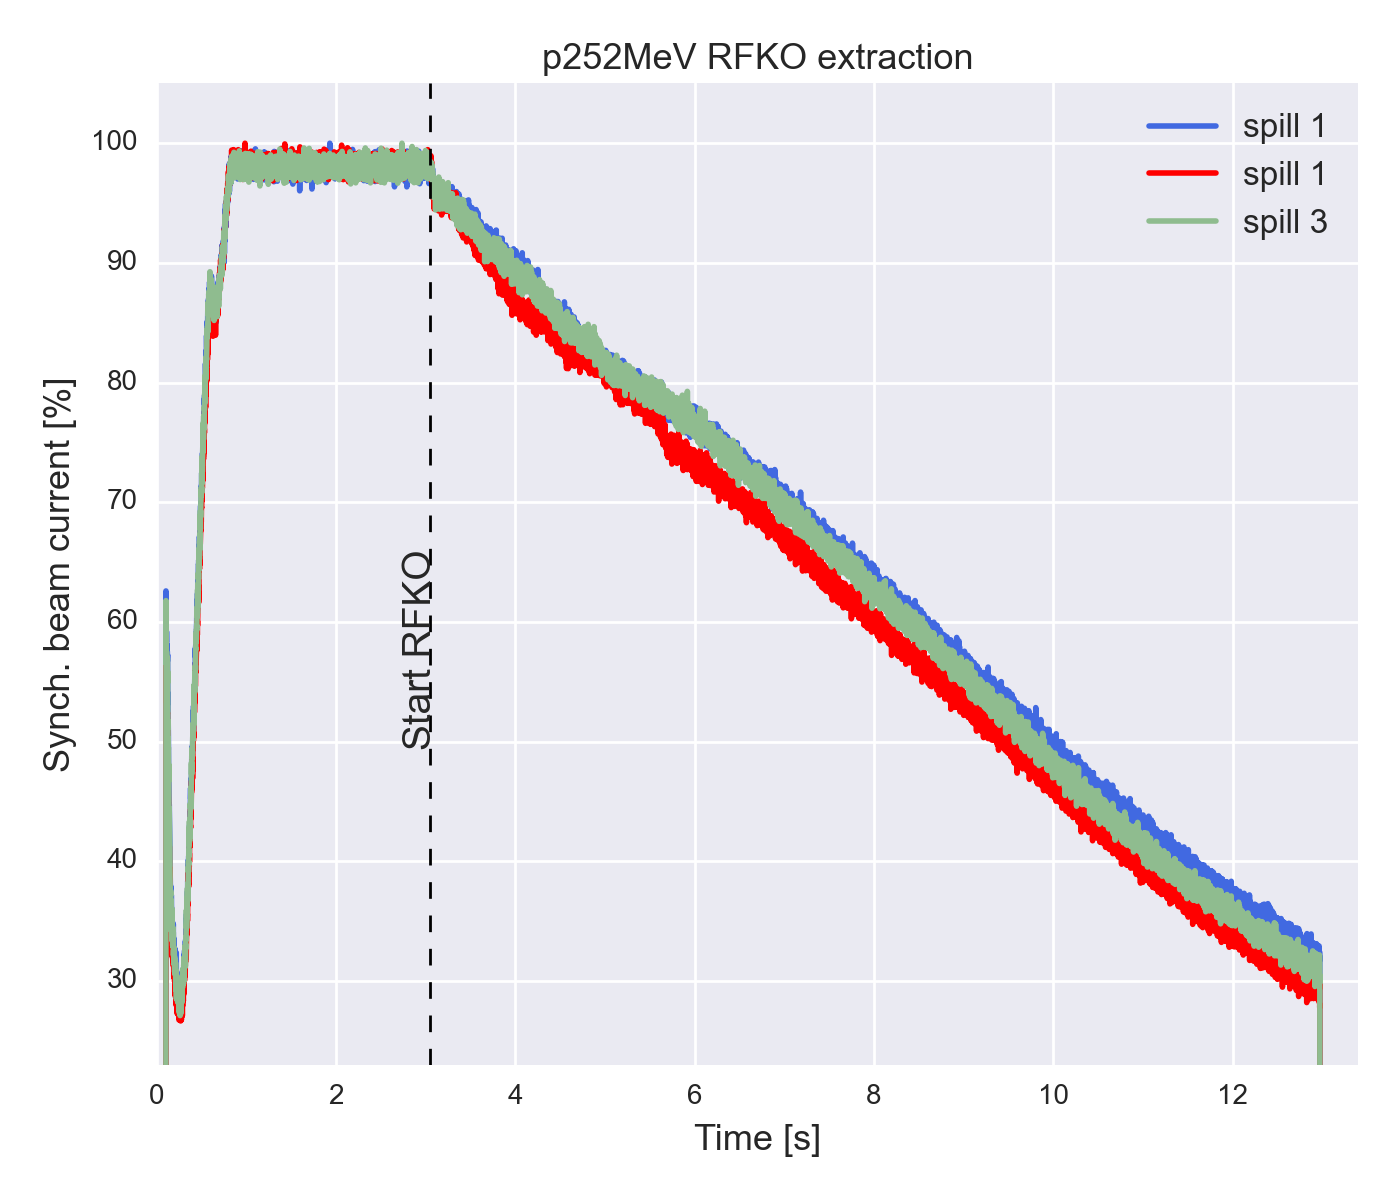 p252MeV RFKO extraction
spill 1
spill 1
spill 3
Synch. beam current [%]
100
90
80
70
60
50
40
30
Start RFKO
0 2 4 6 8 10 12
Time [s]